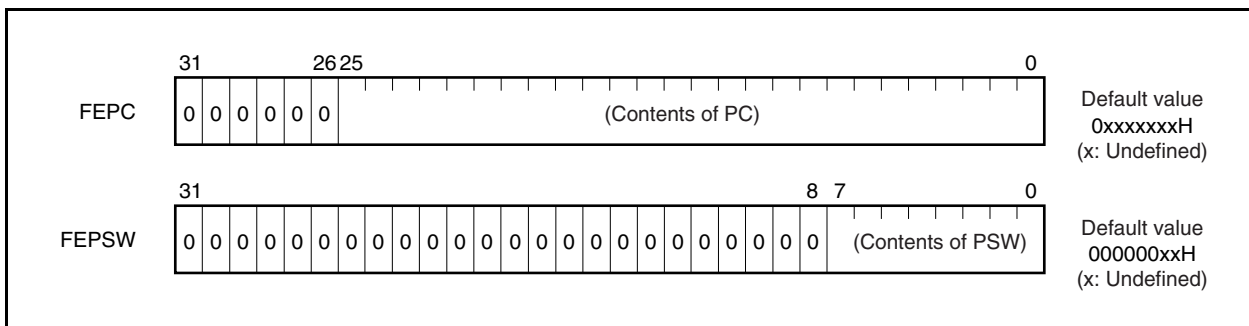 31 26 25 0
FEPC 0 0 0 0 0 0 (Contents of PC)
Default value
0xxxxxxxH
(x: Undefined)
31 8 7 0
FEPSW 0 0 0 0 0 0 0 0 0 0 0 0 0 0 0 0 0 0 0 0 0 0 0 0 (Contents of PSW)
Default value
000000xxH
(x: Undefined)